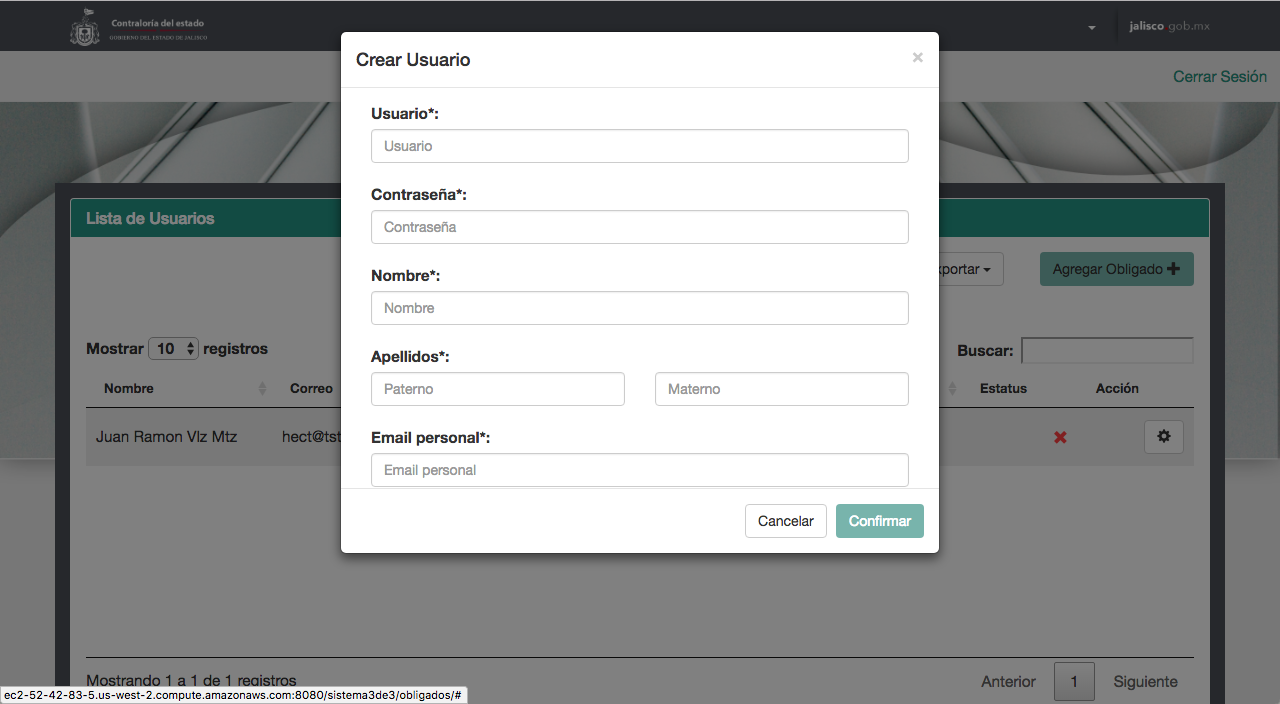 Contraloría del estado
GOBIERNO DEL ESTADO DE JALISCO
jalisco gob.mx
Cerrar Sesión
Crear Usuario
×
Usuario*:
Usuario
Contraseña*:
Contraseña
Nombre*:
Nombre
Apellidos*:
Paterno Materno
Email personal*:
Email personal
Cancelar Confirmar
Lista de Usuarios
portar Agregar Obligado
Mostrar 10 registros Buscar:
Nombre Correo Estatus Acción
Juan Ramon Vlz Mtz hect@tst
Mostrando 1 a 1 de 1 registros Anterior 1 Siguiente
ec2-52-42-83-5.us-west-2.compute.amazonaws.com:8080/sistema3de3/obligados/#